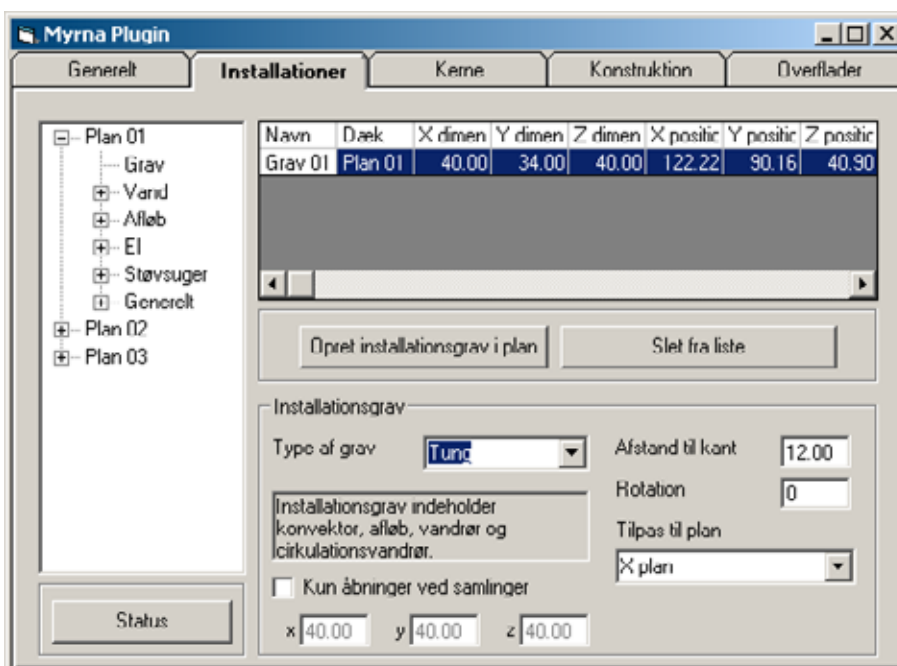 Myrna Plugin
Generelt Installationer Kerne Konstruktion Overflader
Plan 01
Grav
Vand
Afløb
El
Støvsuger
Generelt
Plan 02
Plan 03
Status
Navn Dæk X dimen Y dimen Z dimen X positic Y positic Z positic
Grav 01 Plan 01 40.00 34.00 40.00 122.22 90.16 40.90
Opret installationsgrav i plan Slet fra liste
Installationsgrav
Type af grav Tung
Installationsgrav indeholder
konvektor, afløb, vandrør og
cirkulationsvandrør.
Kun åbninger ved samlinger
x 40.00 y 40.00 z 40.00
Afstand til kant 12.00
Rotation 0
Tilpas til plan
X plan